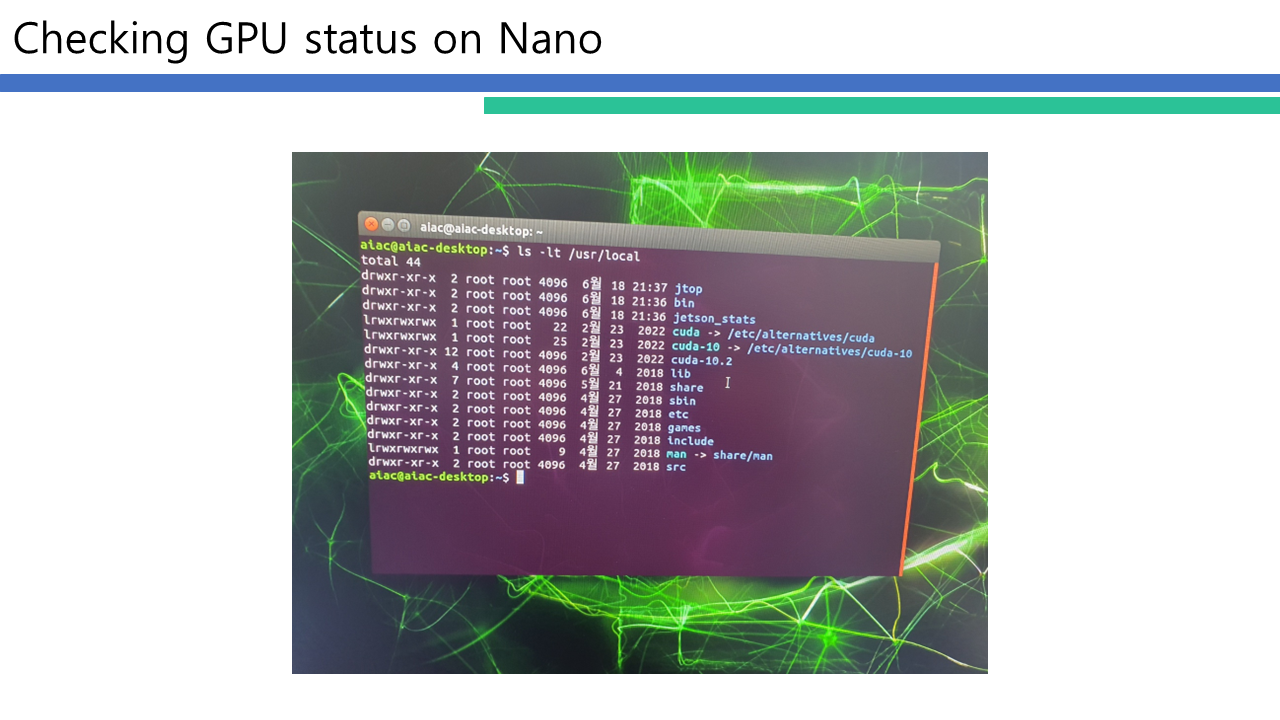 Checking GPU status on Nano
aiac@aiac-desktop: ~
aiac@aiac-desktop:~$ ls -lt /usr/local
total 44
drwxr-xr-x 2 root root 4096 6월 18 21:37 jtop
drwxr-xr-x 2 root root 4096 6월 18 21:36 bin
drwxr-xr-x 2 root root 4096 6월 18 21:36 jetson_stats
lrwxrwxrwx 1 root root 22 2월 23 2022 cuda -> /etc/alternatives/cuda
lrwxrwxrwx 1 root root 25 2월 23 2022 cuda-10 -> /etc/alternatives/cuda-10
drwxr-xr-x 12 root root 4096 2월 23 2022 cuda-10.2
drwxr-xr-x 4 root root 4096 6월 4 2018 lib
drwxr-xr-x 7 root root 4096 5월 21 2018 share
drwxr-xr-x 2 root root 4096 4월 27 2018 sbin
drwxr-xr-x 2 root root 4096 4월 27 2018 etc
drwxr-xr-x 2 root root 4096 4월 27 2018 games
drwxr-xr-x 2 root root 4096 4월 27 2018 include
lrwxrwxrwx 1 root root 9 4월 27 2018 man -> share/man
drwxr-xr-x 2 root root 4096 4월 27 2018 src
aiac@aiac-desktop:~$